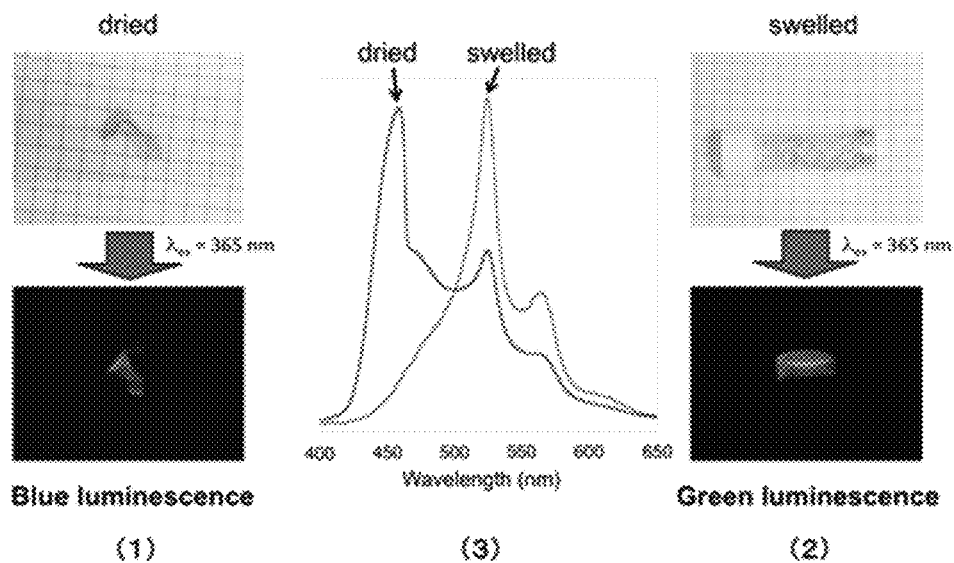 dried
swelled
dried
swelled
λex = 365 nm
λex = 365 nm
400 450 500 550 600 650
Wavelength (nm)
Blue luminescence
Green luminescence
(1)
(3)
(2)